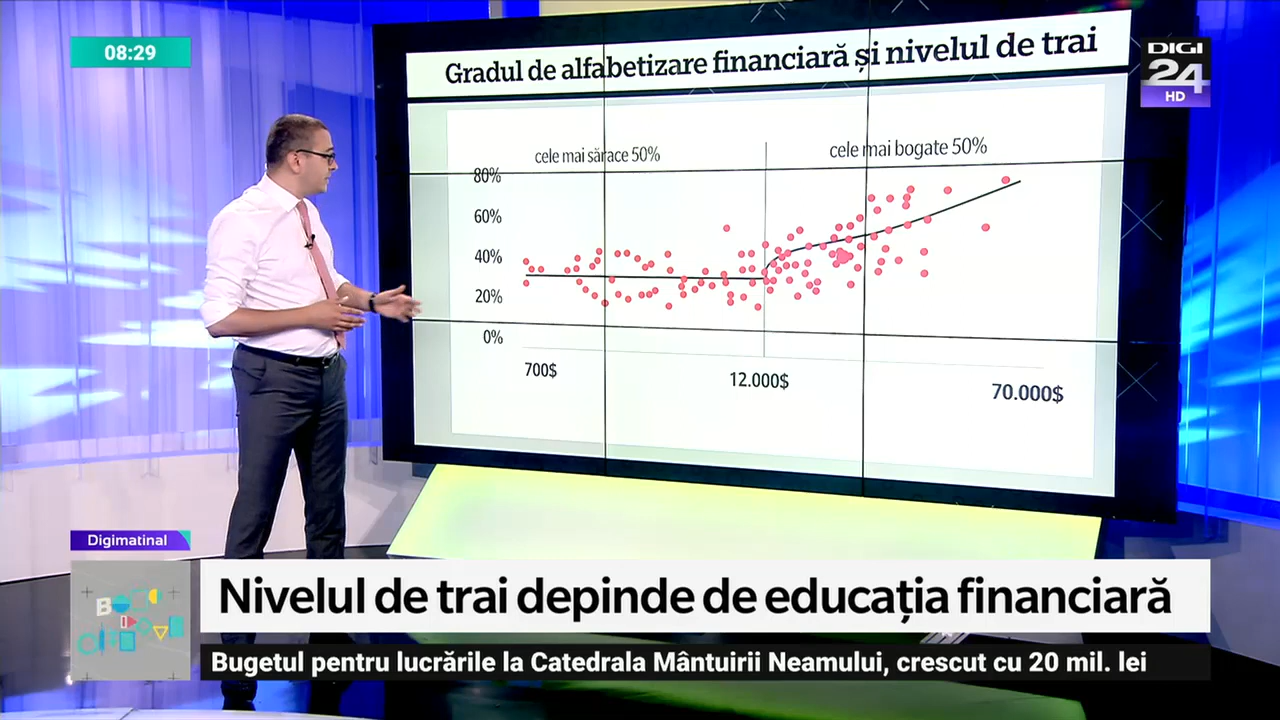 08:29
Gradul de alfabetizare financiară și nivelul de trai
DIGI
24
HD
cele mai sărace 50%
cele mai bogate 50%
80%
60%
40%
20%
0%
700$
12.000$
70.000$
Digimatinal
Nivelul de trai depinde de educația financiară
Bugetul pentru lucrările la Catedrala Mântuirii Neamului, crescut cu 20 mil. lei